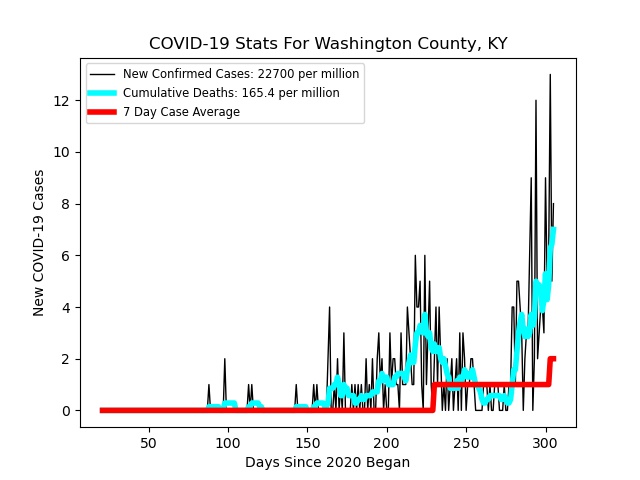 COVID-19 Stats For Washington County, KY
New Confirmed Cases: 22700 per million
Cumulative Deaths: 165.4 per million
7 Day Case Average
New COVID-19 Cases
12
10
8
6
4
2
0
50 100 150 200 250 300
Days Since 2020 Began